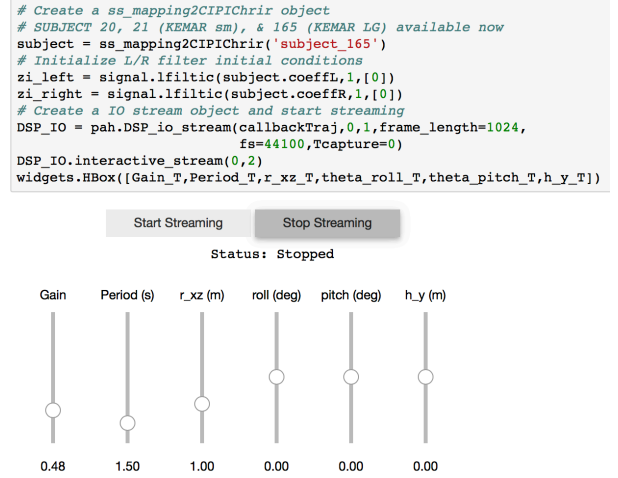 # Create a ss_mapping2CIPIChrir object
# SUBJECT 20, 21 (KEMAR sm), & 165 (KEMAR LG) available now
subject = ss_mapping2CIPIChrir('subject_165')
# Initialize L/R filter initial conditions
zi_left = signal.lfiltic(subject.coeffL,1,[0])
zi_right = signal.lfiltic(subject.coeffR,1,[0])
# Create a IO stream object and start streaming
DSP_IO = pah.DSP_io_stream(callbackTraj,0,1,frame_length=1024,
fs=44100,Tcapture=0)
DSP_IO.interactive_stream(0,2)
widgets.HBox([Gain_T,Period_T,r_xz_T,theta_roll_T,theta_pitch_T,h_y_T])
Start Streaming Stop Streaming
Status: Stopped
Gain Period (s) r_xz (m) roll (deg) pitch (deg) h_y (m)
0.48 1.50 1.00 0.00 0.00 0.00